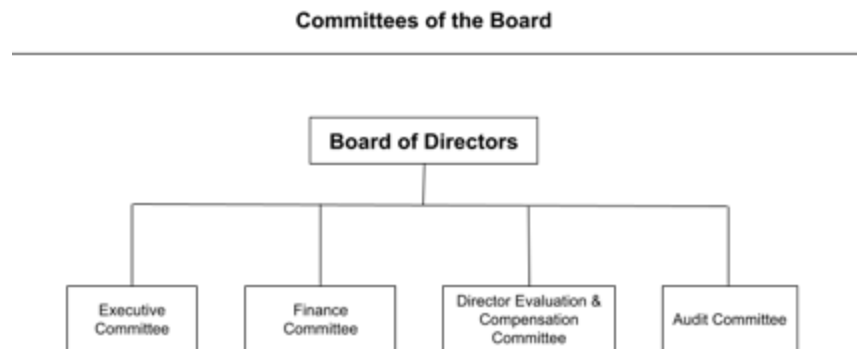 Committees of the Board
Board of Directors
Executive
Committee
Finance
Committee
Director Evaluation &
Compensation
Committee
Audit Committee